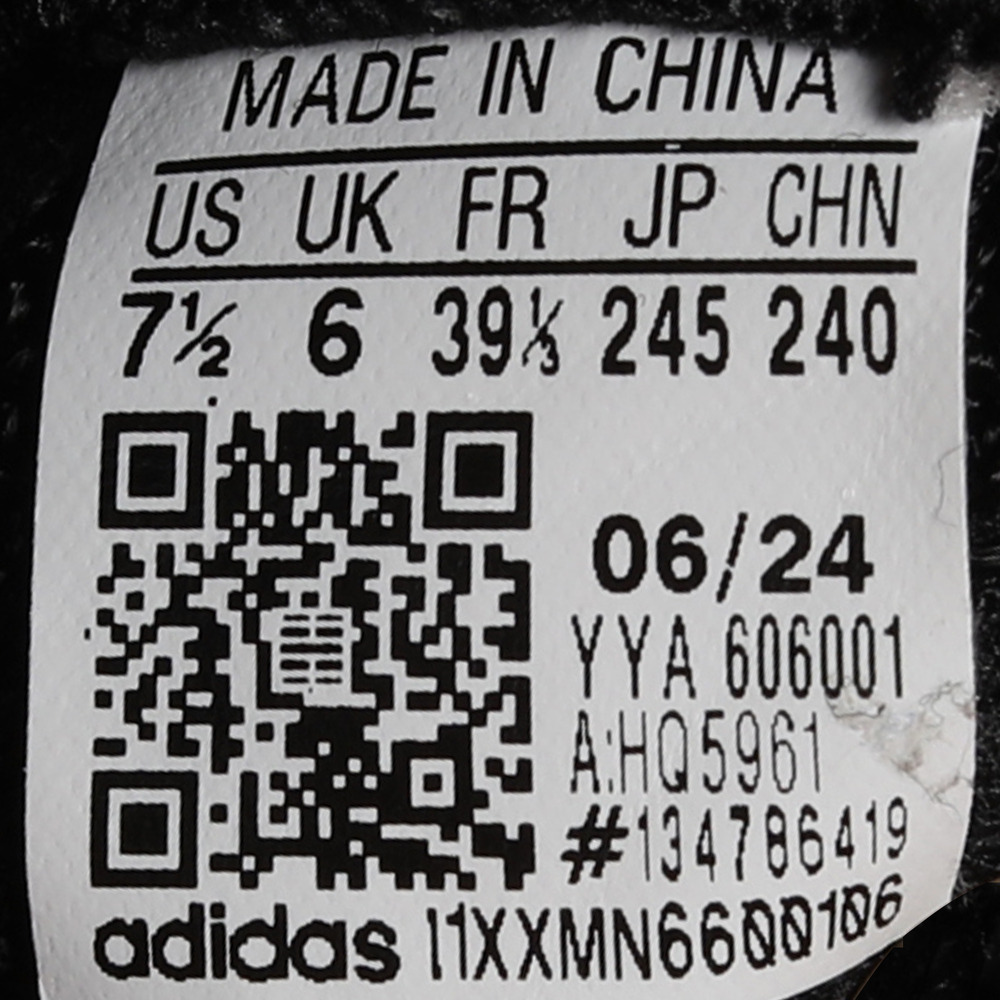 MADE IN CHINA
US UK FR JP CHN
7½ 6 39⅓ 245 240
06/24
YYA 606001
A:HQ5961
#134786419
adidas I1XXMN6600106